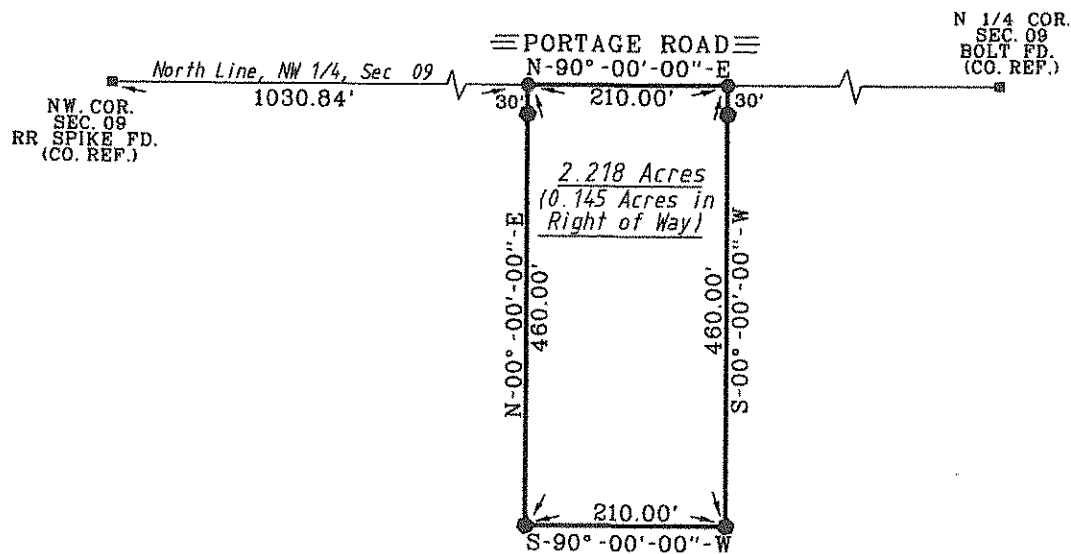 N 1/4 COR.
SEC. 09
BOLT FD.
(CO. REF.)
PORTAGE ROAD
N-90°-00'-00"-E
North Line, NW 1/4, Sec 09
1030.84'
30'
210.00'
30'
NW. COR.
SEC. 09
RR SPIKE FD.
(CO. REF.)
2.218 Acres
(0.145 Acres in
Right of Way)
N-00°-00'-00"-E
460.00'
460.00'
S-00°-00'-00"-W
210.00'
S-90°-00'-00"-W